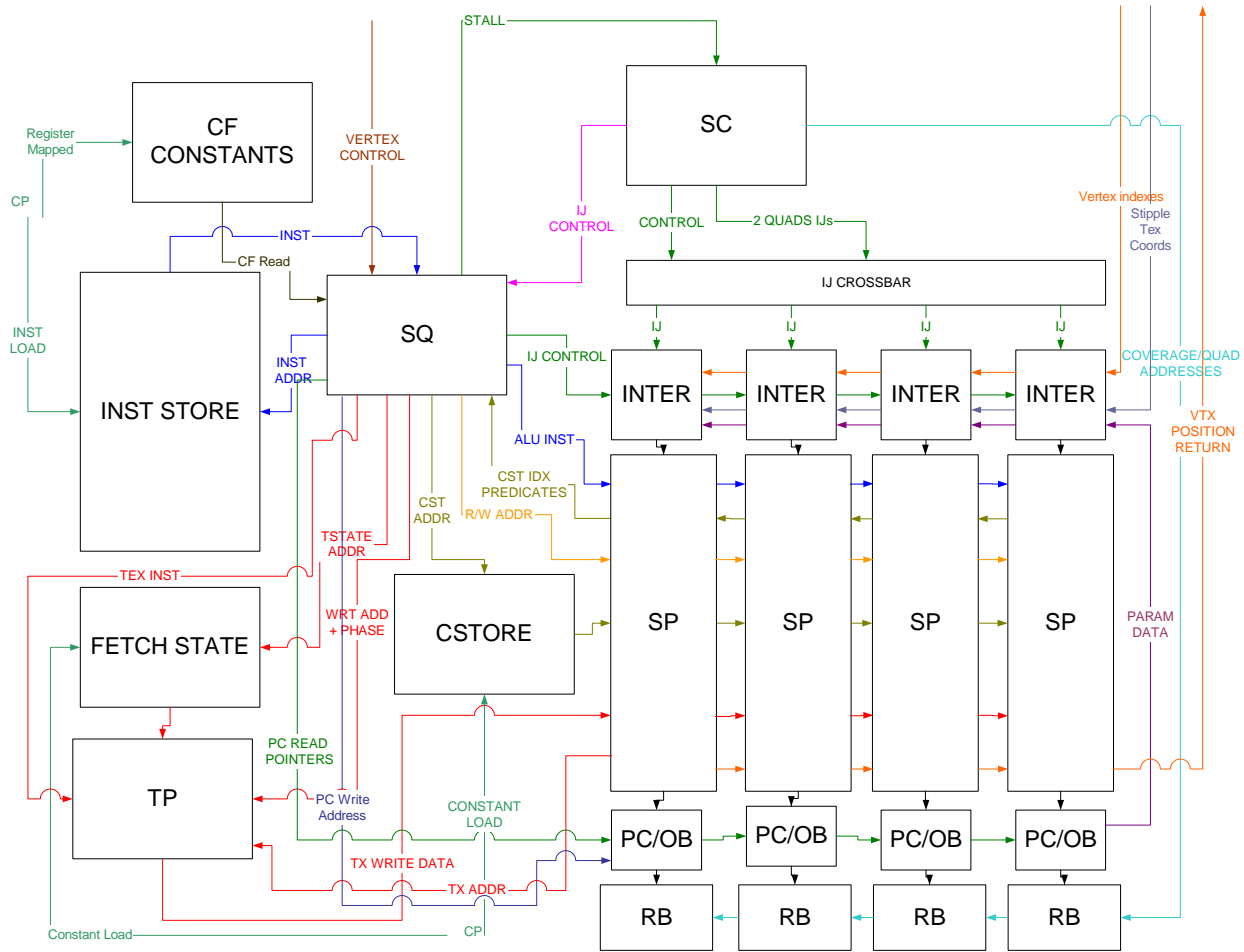 STALL
SC
CF
CONSTANTS
Register
Mapped
VERTEX
CONTROL
CP
Vertex indexes
Stipple
Tex
Coords
IJ
CONTROL
CONTROL
2 QUADS IJs
INST
CF Read
IJ CROSSBAR
SQ
INST
LOAD
INST
ADDR
IJ CONTROL
IJ
IJ
IJ
IJ
COVERAGE/QUAD
ADDRESSES
INST STORE
INTER
INTER
INTER
INTER
VTX
POSITION
RETURN
ALU INST
CST IDX
PREDICATES
CST
ADDR
R/W ADDR
TSTATE
ADDR
TEX INST
WRT ADD
+ PHASE
CSTORE
SP
SP
SP
SP
PARAM
DATA
FETCH STATE
PC READ
POINTERS
TP
PC Write
Address
CONSTANT
LOAD
PC/OB
PC/OB
PC/OB
PC/OB
TX WRITE DATA
TX ADDR
RB
RB
RB
RB
Constant Load
CP